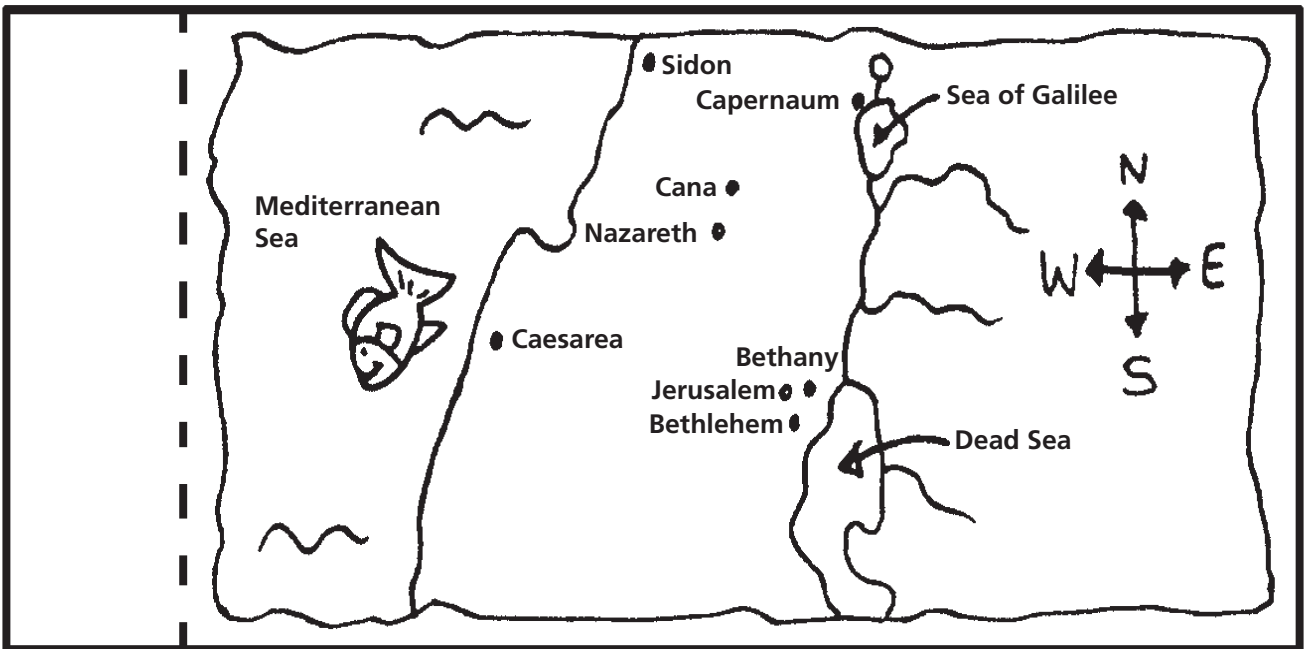 Sidon
Capernaum
Sea of Galilee
Cana
Mediterranean
Sea
Nazareth
N
W E
S
Caesarea
Bethany
Jerusalem
Bethlehem
Dead Sea